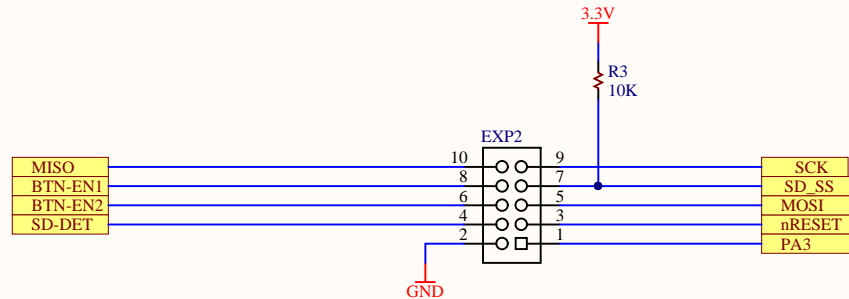 3.3V
R3
10K
EXP2
MISO 10 9 SCK
BTN-EN1 8 7 SD_SS
BTN-EN2 6 5 MOSI
SD-DET 4 3 nRESET
2 1 PA3
GND